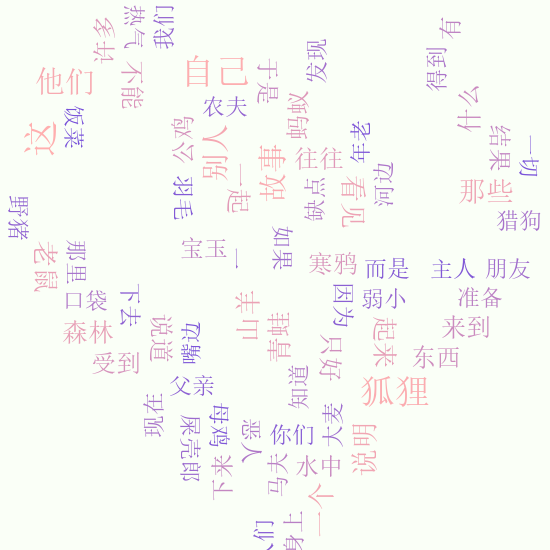 我们
热气
许多
有
发现
自己
他们
于是
不能
得到
什么
蚂蚁
农夫
饭菜
公鸡
老年
这
别人
结果
一切
故事
往往
河边
一起
缺点
看见
羽毛
那些
野猪
猎狗
如果
宝玉
一
老鼠
那里
寒鸦
而是
主人
朋友
口袋
下去
因为
弱小
准备
山羊
森林
说道
嘴边
青蛙
只好
起来
来到
受到
东西
父亲
知道
狐狸
现在
母鸡
屎壳郎
恶人
你们
大麦
说明
下来
马夫
水中
一个
人们
身上